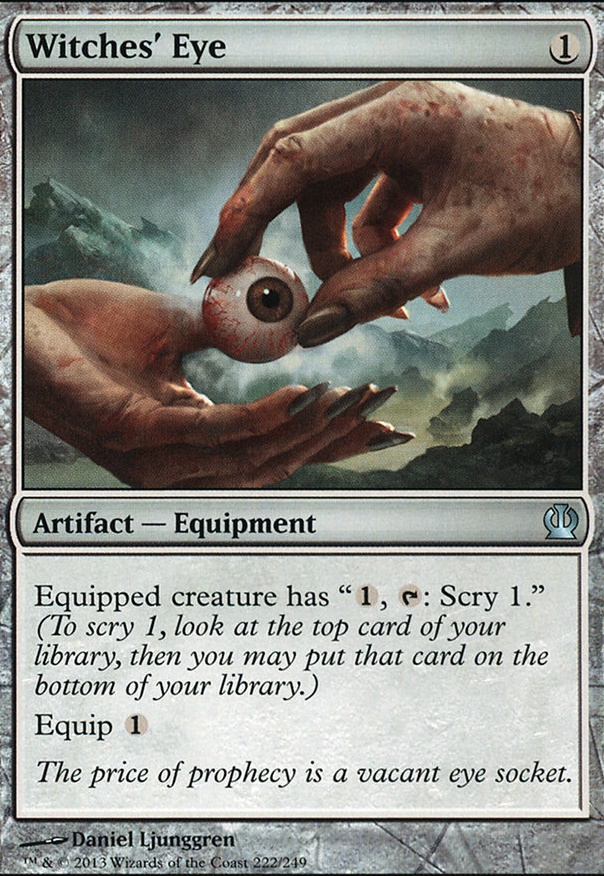 Witches' Eye 1
Artifact — Equipment
Equipped creature has “1, : Scry 1.”
(To scry 1, look at the top card of your
library, then you may put that card on the
bottom of your library.)
Equip 1
The price of prophecy is a vacant eye socket.
Daniel Ljunggren
™ & © 2013 Wizards of the Coast 222/249